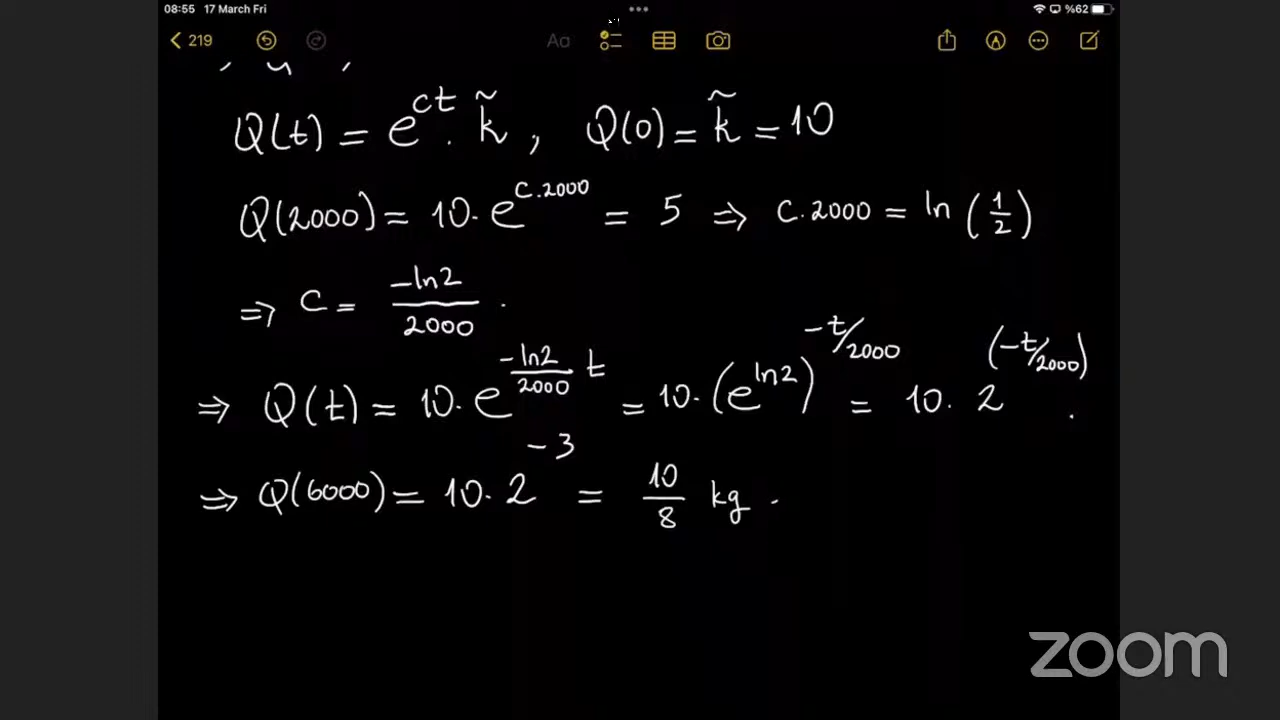 08:55 17 March Fri %62
219 Aa
Q(t) = e^{ct} . k̃ , Q(0) = k̃ = 10
Q(2000) = 10. e^{c.2000} = 5 ⇒ c.2000 = ln (1/2)
⇒ c = -ln2/2000 .
⇒ Q(t) = 10. e^{-ln2/2000 t} = 10. (e^{ln2})^{-t/2000} = 10. 2^{(-t/2000)} .
⇒ Q(6000) = 10. 2^{-3} = 10/8 kg .
zoom